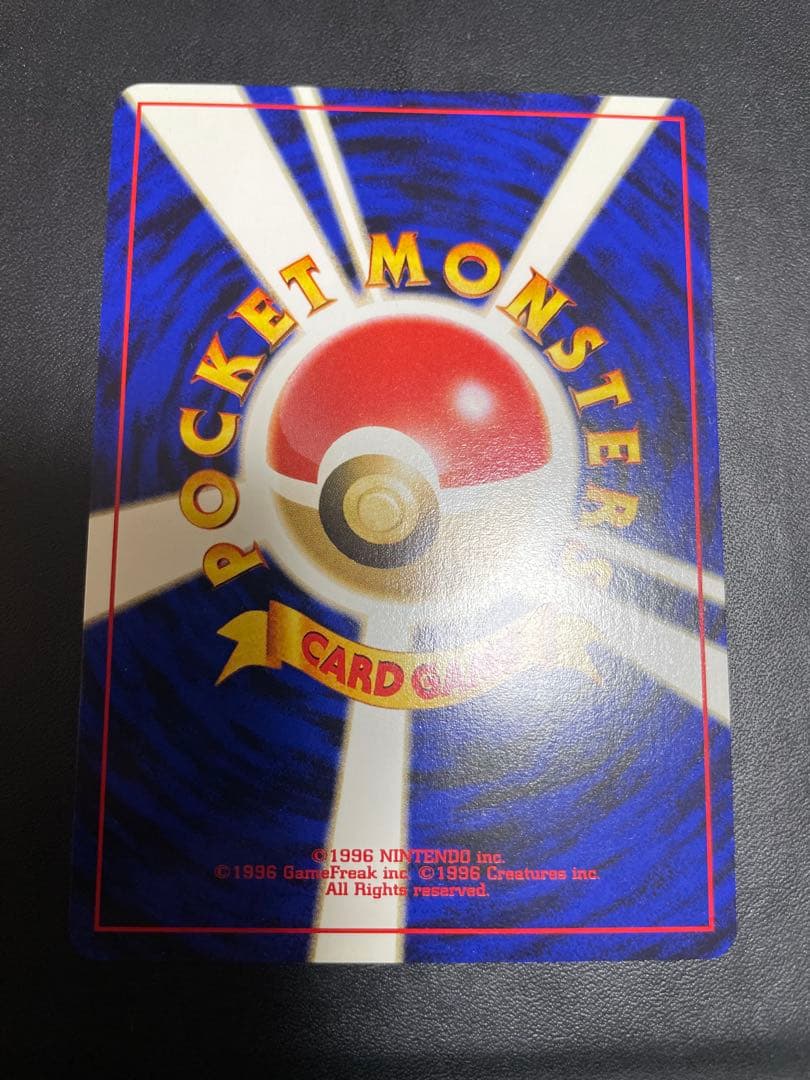 POCKET MONSTERS
CARD GAME
©1996 NINTENDO inc.
©1996 GameFreak inc. ©1996 Creatures inc.
All Rights reserved.